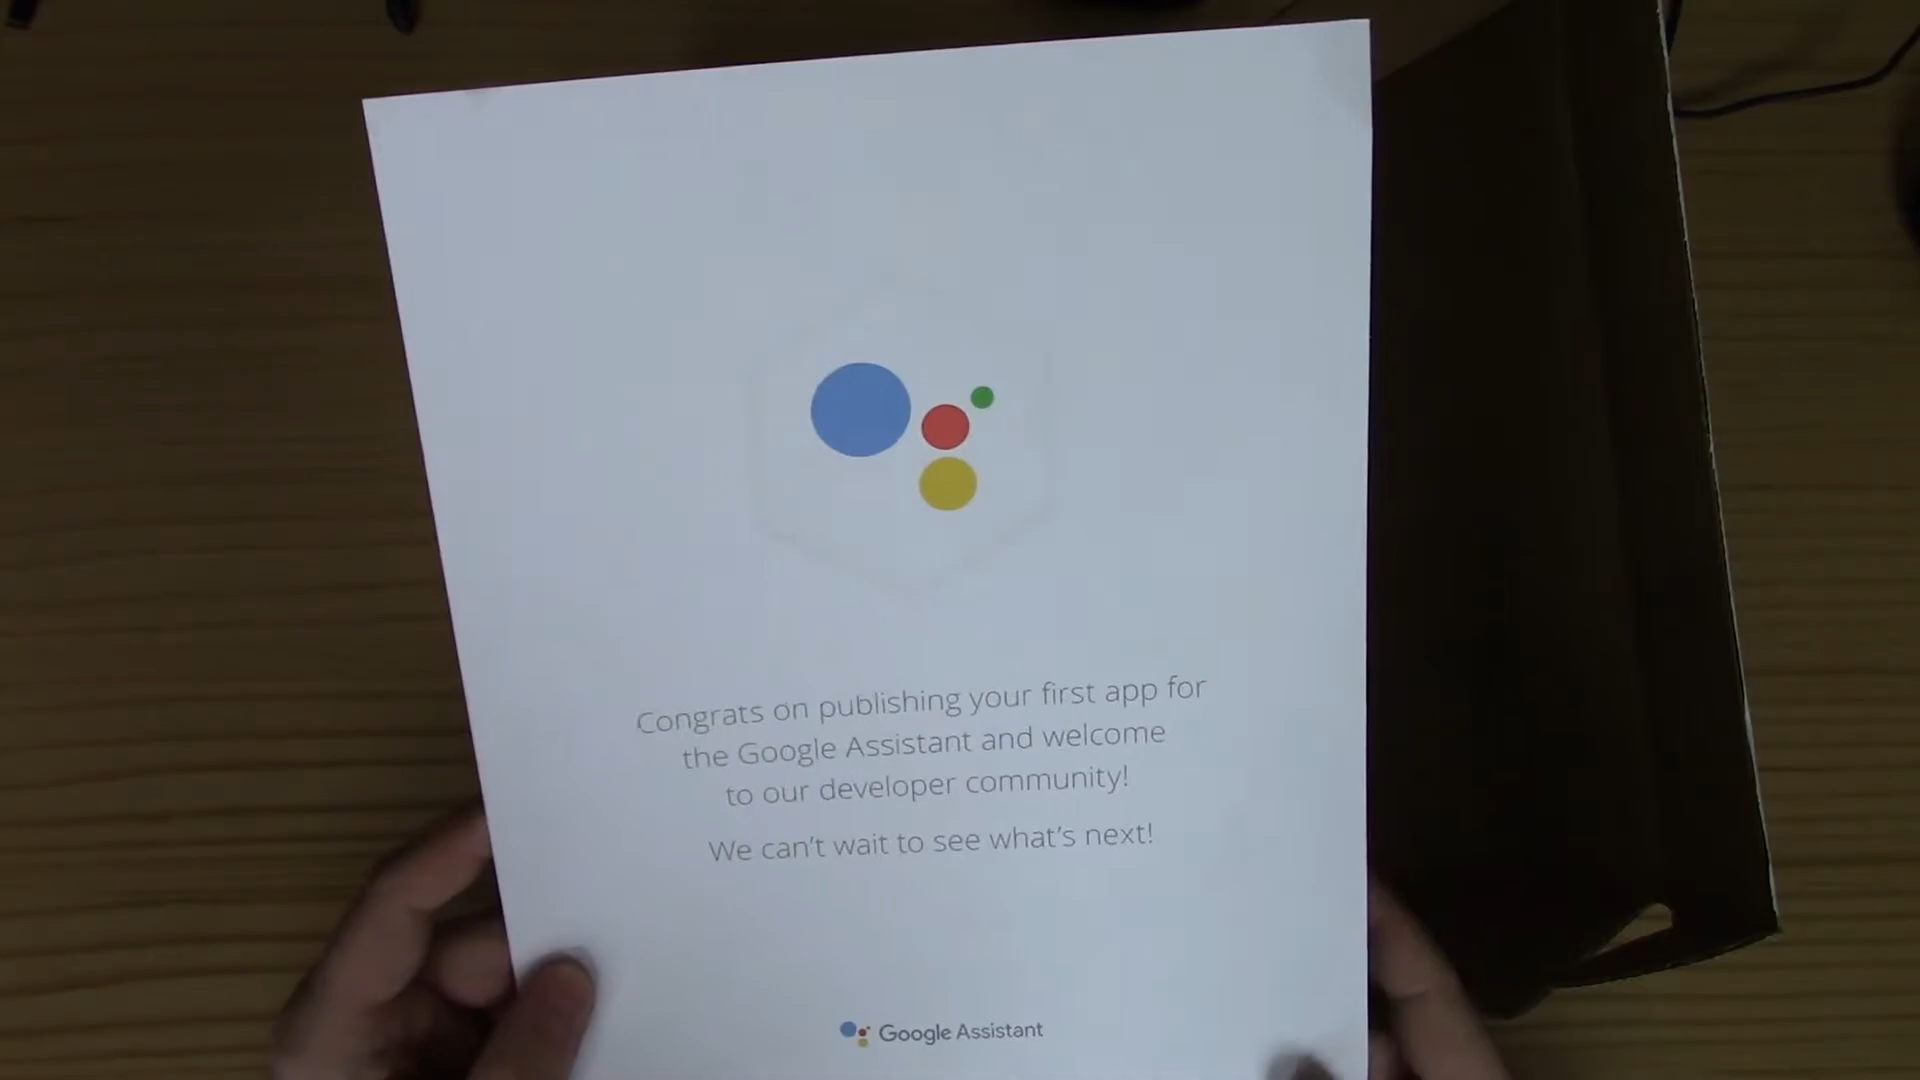 Congrats on publishing your first app for
the Google Assistant and welcome
to our developer community!
We can't wait to see what's next!
Google Assistant